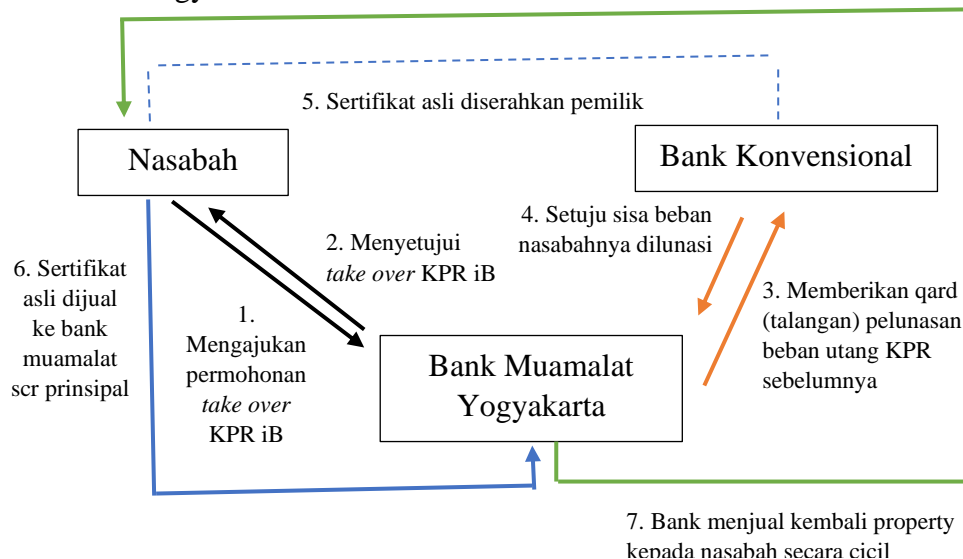 5. Sertifikat asli diserahkan pemilik
Nasabah
Bank Konvensional
4. Setuju sisa beban
nasabahnya dilunasi
2. Menyetujui
take over KPR iB
6. Sertifikat
asli dijual
ke bank
muamalat
scr prinsipal
1.
Mengajukan
permohonan
take over
KPR iB
3. Memberikan qard
(talangan) pelunasan
beban utang KPR
sebelumnya
Bank Muamalat
Yogyakarta
7. Bank menjual kembali property
kepada nasabah secara cicil